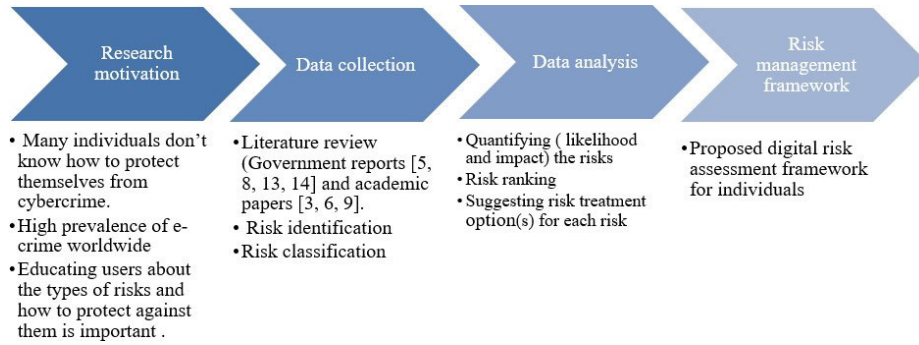 Research
motivation
• Many individuals don't
know how to protect
themselves from
cybercrime.
•High prevalence of e-
crime worldwide
•Educating users about
the types of risks and
how to protect against
them is important .
Data collection
•Literature review
(Government reports [5,
8, 13, 14] and academic
papers [3, 6, 9].
• Risk identification
•Risk classification
Data analysis
•Quantifying ( likelihood
and impact) the risks
•Risk ranking
•Suggesting risk treatment
option(s) for each risk
Risk
management
framework
•Proposed digital risk
assessment framework
for individuals